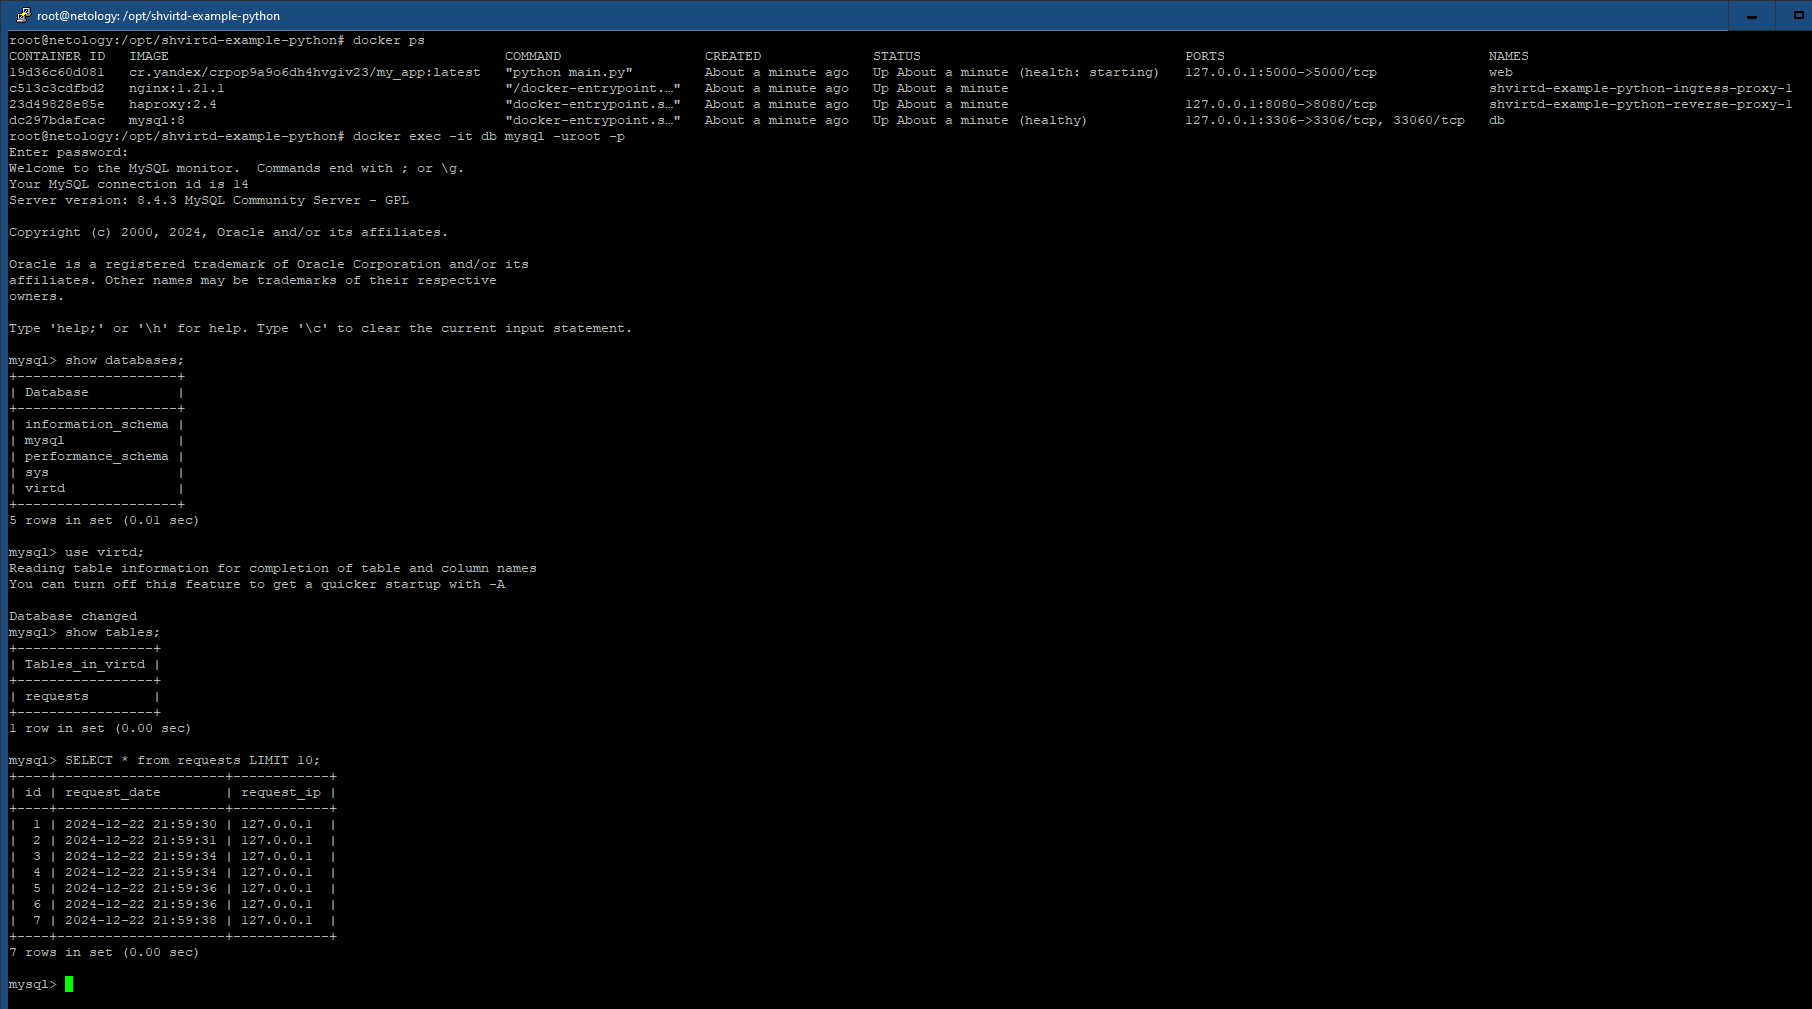 root@netology: /opt/shvirtd-example-python
root@netology:/opt/shvirtd-example-python# docker ps
CONTAINER ID   IMAGE                                          COMMAND                  CREATED              STATUS                                 PORTS                                 NAMES
19d36c60d081   cr.yandex/crpop9a9o6dh4hvgiv23/my_app:latest   "python main.py"         About a minute ago   Up About a minute (health: starting)   127.0.0.1:5000->5000/tcp              web
c513c3cdfbd2   nginx:1.21.1                                   "/docker-entrypoint.…"   About a minute ago   Up About a minute                                                            shvirtd-example-python-ingress-proxy-1
23d49828e85e   haproxy:2.4                                    "docker-entrypoint.s…"   About a minute ago   Up About a minute                      127.0.0.1:8080->8080/tcp              shvirtd-example-python-reverse-proxy-1
dc297bdafcac   mysql:8                                        "docker-entrypoint.s…"   About a minute ago   Up About a minute (healthy)            127.0.0.1:3306->3306/tcp, 33060/tcp   db
root@netology:/opt/shvirtd-example-python# docker exec -it db mysql -uroot -p
Enter password:
Welcome to the MySQL monitor.  Commands end with ; or \g.
Your MySQL connection id is 14
Server version: 8.4.3 MySQL Community Server - GPL
Copyright (c) 2000, 2024, Oracle and/or its affiliates.
Oracle is a registered trademark of Oracle Corporation and/or its
affiliates. Other names may be trademarks of their respective
owners.
Type 'help;' or '\h' for help. Type '\c' to clear the current input statement.
mysql> show databases;
+--------------------+
| Database           |
+--------------------+
| information_schema |
| mysql              |
| performance_schema |
| sys                |
| virtd              |
+--------------------+
5 rows in set (0.01 sec)
mysql> use virtd;
Reading table information for completion of table and column names
You can turn off this feature to get a quicker startup with -A
Database changed
mysql> show tables;
+-----------------+
| Tables_in_virtd |
+-----------------+
| requests        |
+-----------------+
1 row in set (0.00 sec)
mysql> SELECT * from requests LIMIT 10;
+----+---------------------+------------+
| id | request_date        | request_ip |
+----+---------------------+------------+
|  1 | 2024-12-22 21:59:30 | 127.0.0.1  |
|  2 | 2024-12-22 21:59:31 | 127.0.0.1  |
|  3 | 2024-12-22 21:59:34 | 127.0.0.1  |
|  4 | 2024-12-22 21:59:34 | 127.0.0.1  |
|  5 | 2024-12-22 21:59:36 | 127.0.0.1  |
|  6 | 2024-12-22 21:59:36 | 127.0.0.1  |
|  7 | 2024-12-22 21:59:38 | 127.0.0.1  |
+----+---------------------+------------+
7 rows in set (0.00 sec)
mysql>